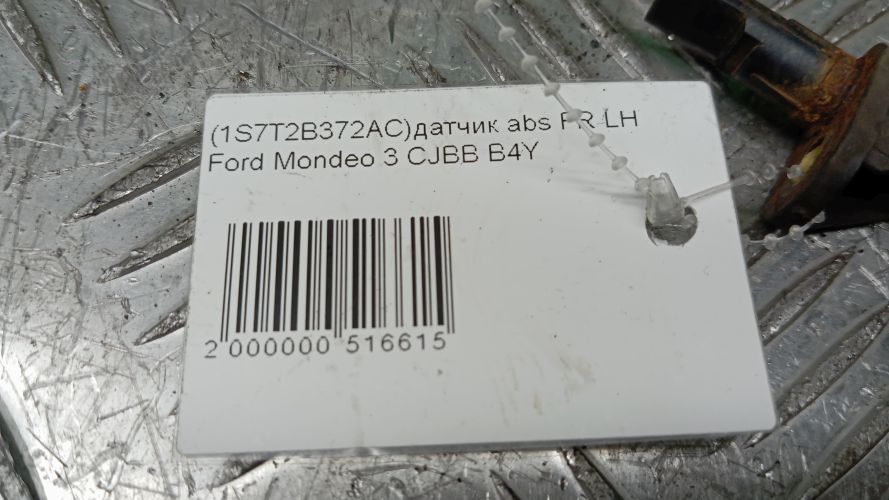 (1S7T2B372AC)датчик abs FR LH
Ford Mondeo 3 CJBB B4Y
2 000000 516615